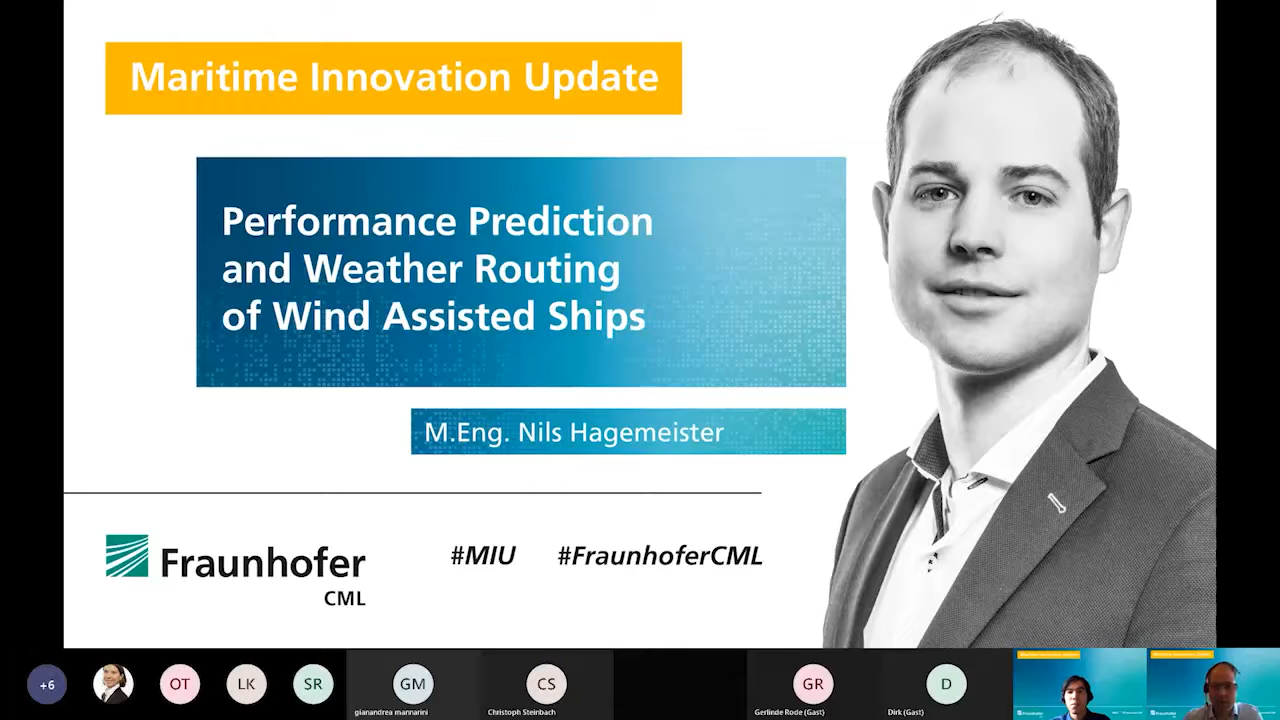 Maritime Innovation Update
Performance Prediction
and Weather Routing
of Wind Assisted Ships
M.Eng. Nils Hagemeister
Fraunhofer
CML
#MIU #FraunhoferCML
+6
OT
LK
SR
GM
gianandrea mannarini
CS
Christoph Steinbach
GR
Gerlinde Rode (Gast)
D
Dirk (Gast)